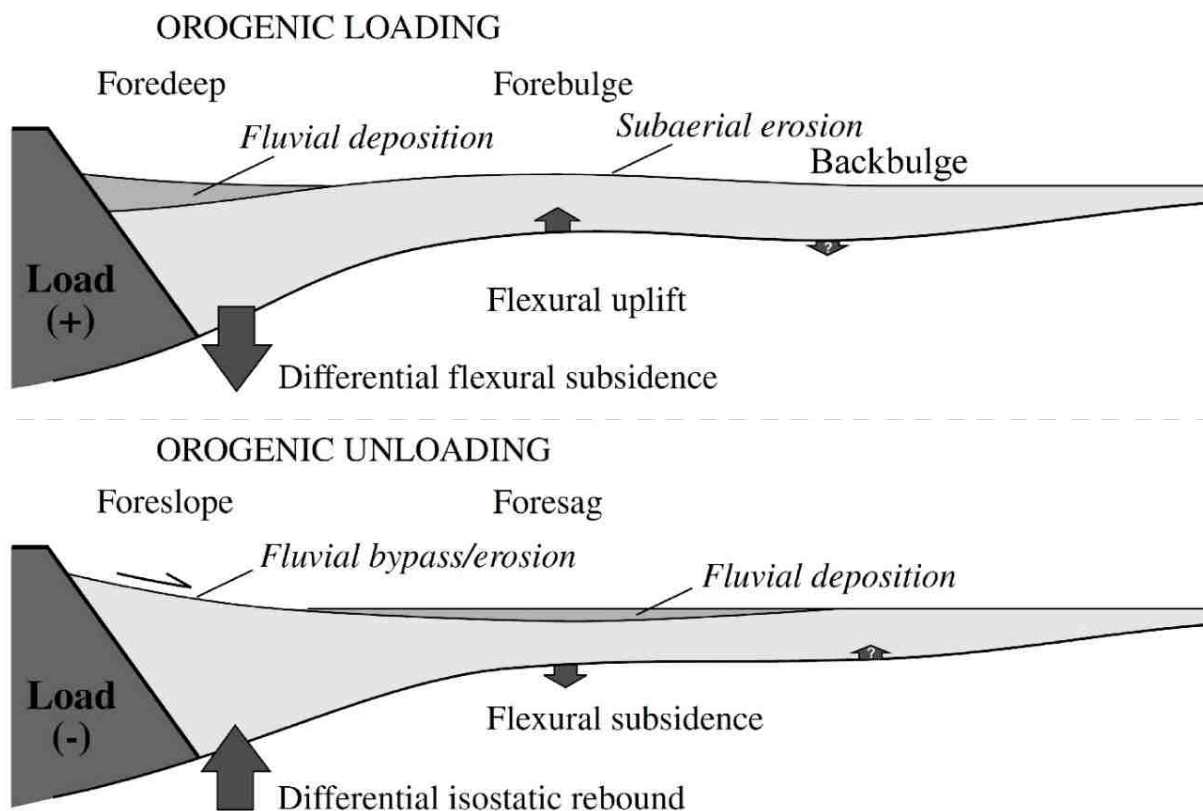 OROGENIC LOADING
Foredeep Forebulge
Fluvial deposition Subaerial erosion
Backbulge
Load
(+)
?
Flexural uplift
Differential flexural subsidence
OROGENIC UNLOADING
Foreslope Foresag
Fluvial bypass/erosion Fluvial deposition
?
Load
(-)
Flexural subsidence
Differential isostatic rebound